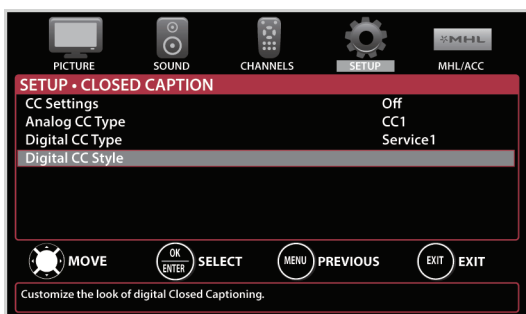 MHL
PICTURE SOUND CHANNELS SETUP MHL/ACC
SETUP • CLOSED CAPTION
CC Settings Off
Analog CC Type CC1
Digital CC Type Service1
Digital CC Style
OK
ENTER
MOVE SELECT MENU PREVIOUS EXIT EXIT
Customize the look of digital Closed Captioning.